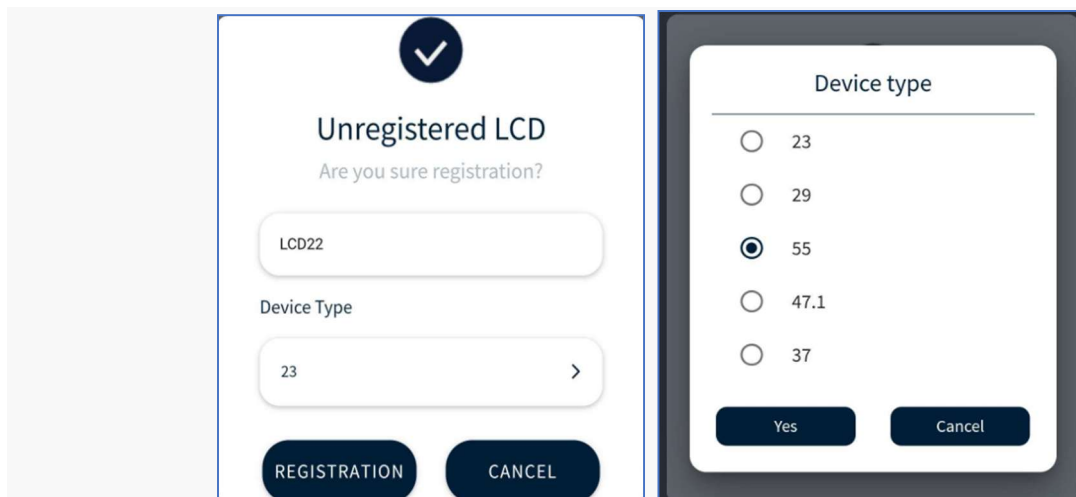 Unregistered LCD
Are you sure registration?
LCD22
Device Type
23
REGISTRATION
CANCEL
Device type
23
29
55
47.1
37
Yes
Cancel